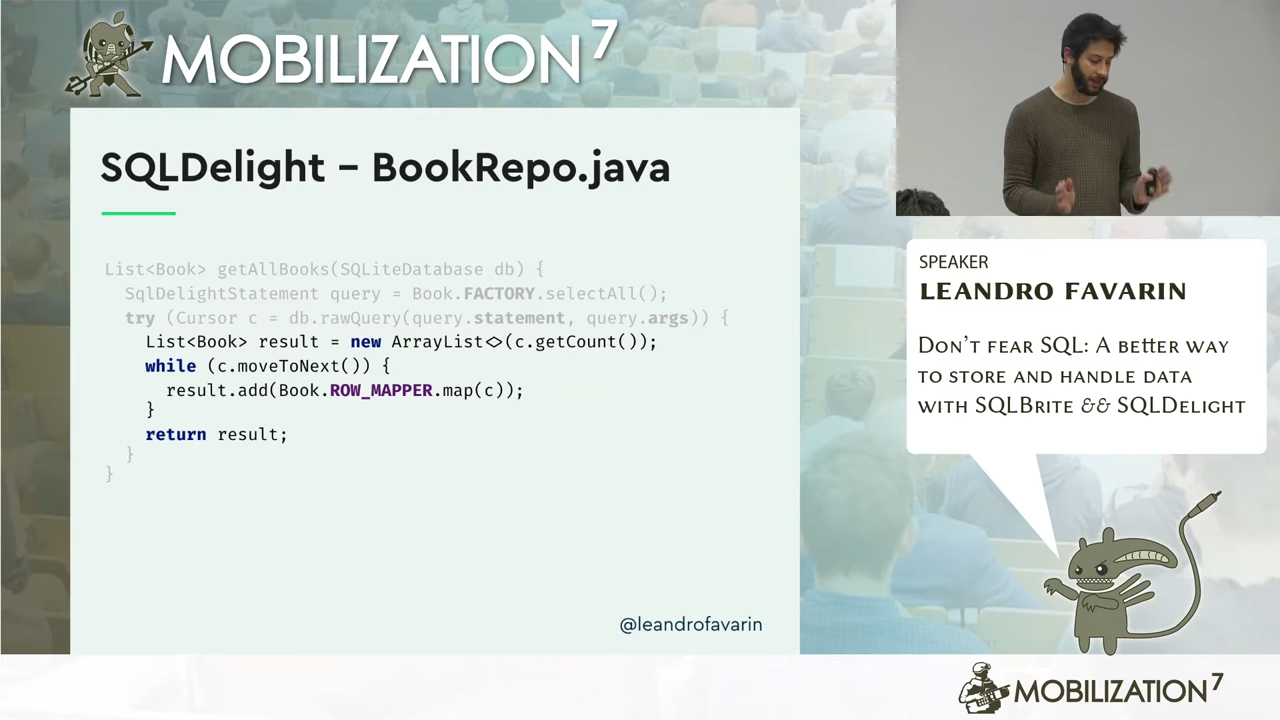 MOBILIZATION 7
SQLDelight – BookRepo.java
List<Book> getAllBooks(SQLiteDatabase db) {
SqlDelightStatement query = Book.FACTORY.selectAll();
try (Cursor c = db.rawQuery(query.statement, query.args)) {
List<Book> result = new ArrayList<>(c.getCount());
while (c.moveToNext()) {
result.add(Book.ROW_MAPPER.map(c));
}
return result;
}
}
@leandrofavarin
SPEAKER
LEANDRO FAVARIN
DON'T FEAR SQL: A BETTER WAY
TO STORE AND HANDLE DATA
WITH SQLBRITE && SQLDELIGHT
MOBILIZATION 7